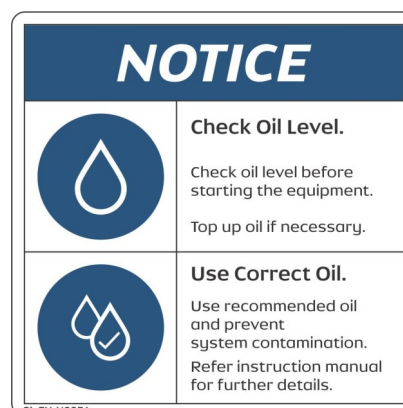 NOTICE
Check Oil Level.
Check oil level before
starting the equipment.
Top up oil if necessary.
Use Correct Oil.
Use recommended oil
and prevent
system contamination.
Refer instruction manual
for further details.